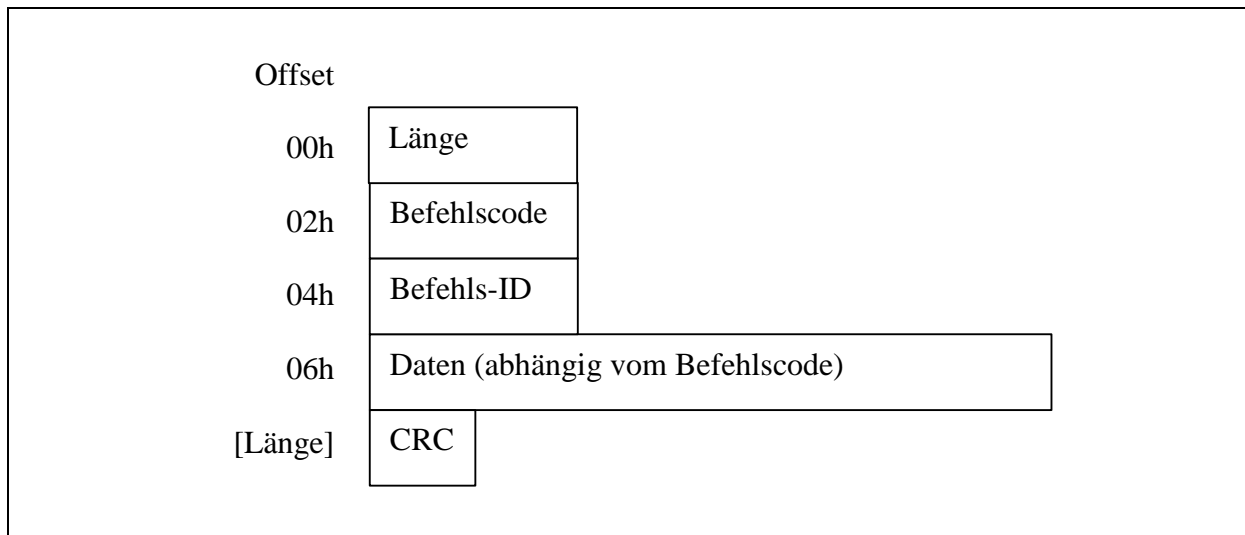 Offset
00h Länge
02h Befehlscode
04h Befehls-ID
06h Daten (abhängig vom Befehlscode)
[Länge] CRC